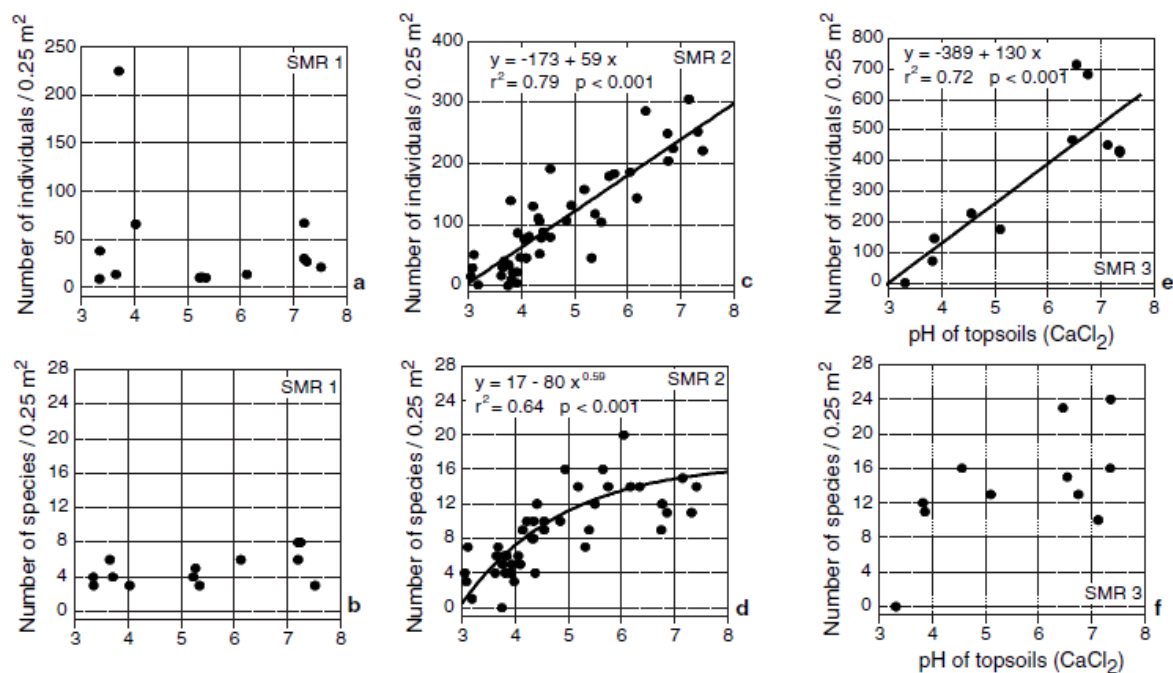 Number of individuals / 0.25 m²
250
200
150
100
50
0
SMR 1
a
3 4 5 6 7 8
Number of individuals / 0.25 m²
400
300
200
100
0
y = -173 + 59 x
r² = 0.79 p < 0.001
SMR 2
c
3 4 5 6 7 8
Number of individuals / 0.25 m²
800
700
600
500
400
300
200
100
0
y = -389 + 130 x
r² = 0.72 p < 0.001
SMR 3
e
3 4 5 6 7 8
pH of topsoils (CaCl₂)
Number of species / 0.25 m²
28
24
20
16
12
8
4
0
SMR 1
b
3 4 5 6 7 8
Number of species / 0.25 m²
28
24
20
16
12
8
4
0
y = 17 - 80 x^0.59
r² = 0.64 p < 0.001
SMR 2
d
3 4 5 6 7 8
Number of species / 0.25 m²
28
24
20
16
12
8
4
0
SMR 3
f
3 4 5 6 7 8
pH of topsoils (CaCl₂)